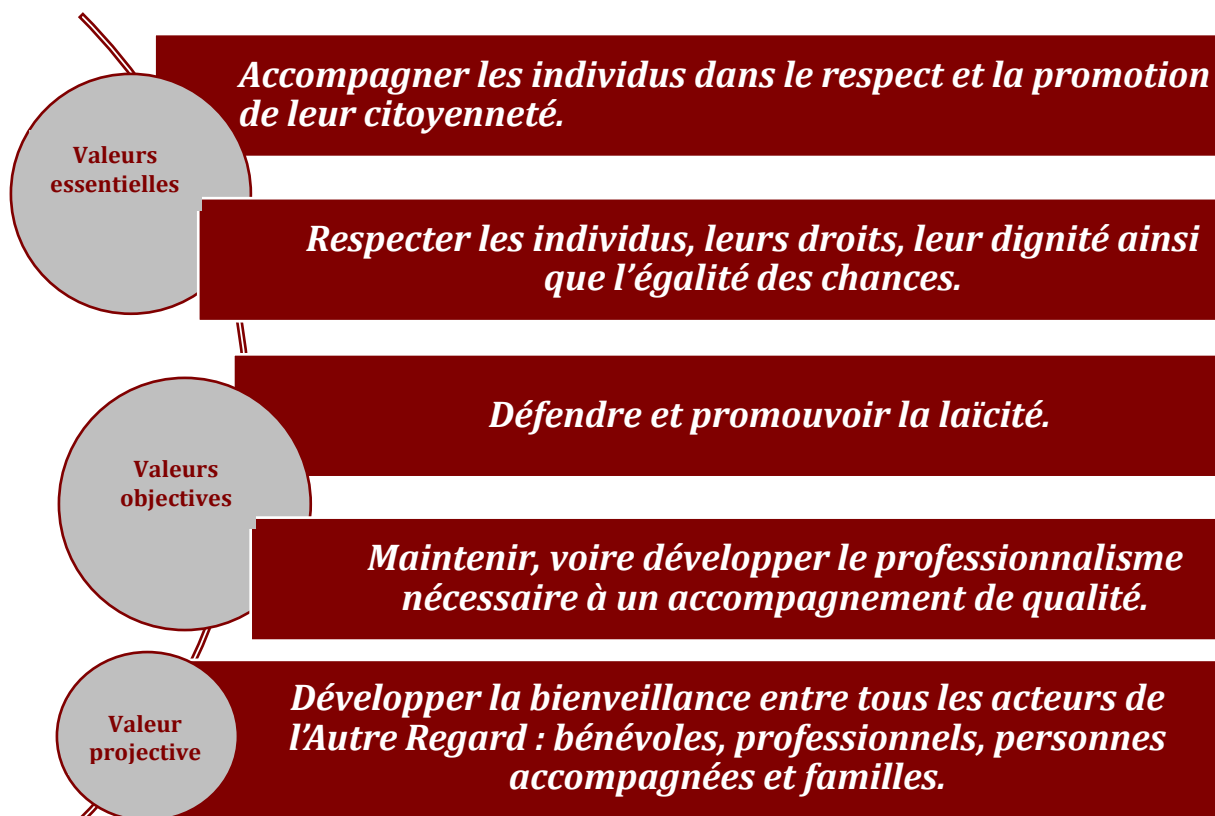 Accompagner les individus dans le respect et la promotion
de leur citoyenneté.
Valeurs
essentielles
Respecter les individus, leurs droits, leur dignité ainsi
que l’égalité des chances.
Défendre et promouvoir la laïcité.
Valeurs
objectives
Maintenir, voire développer le professionnalisme
nécessaire à un accompagnement de qualité.
Valeur
projective
Développer la bienveillance entre tous les acteurs de
l’Autre Regard : bénévoles, professionnels, personnes
accompagnées et familles.